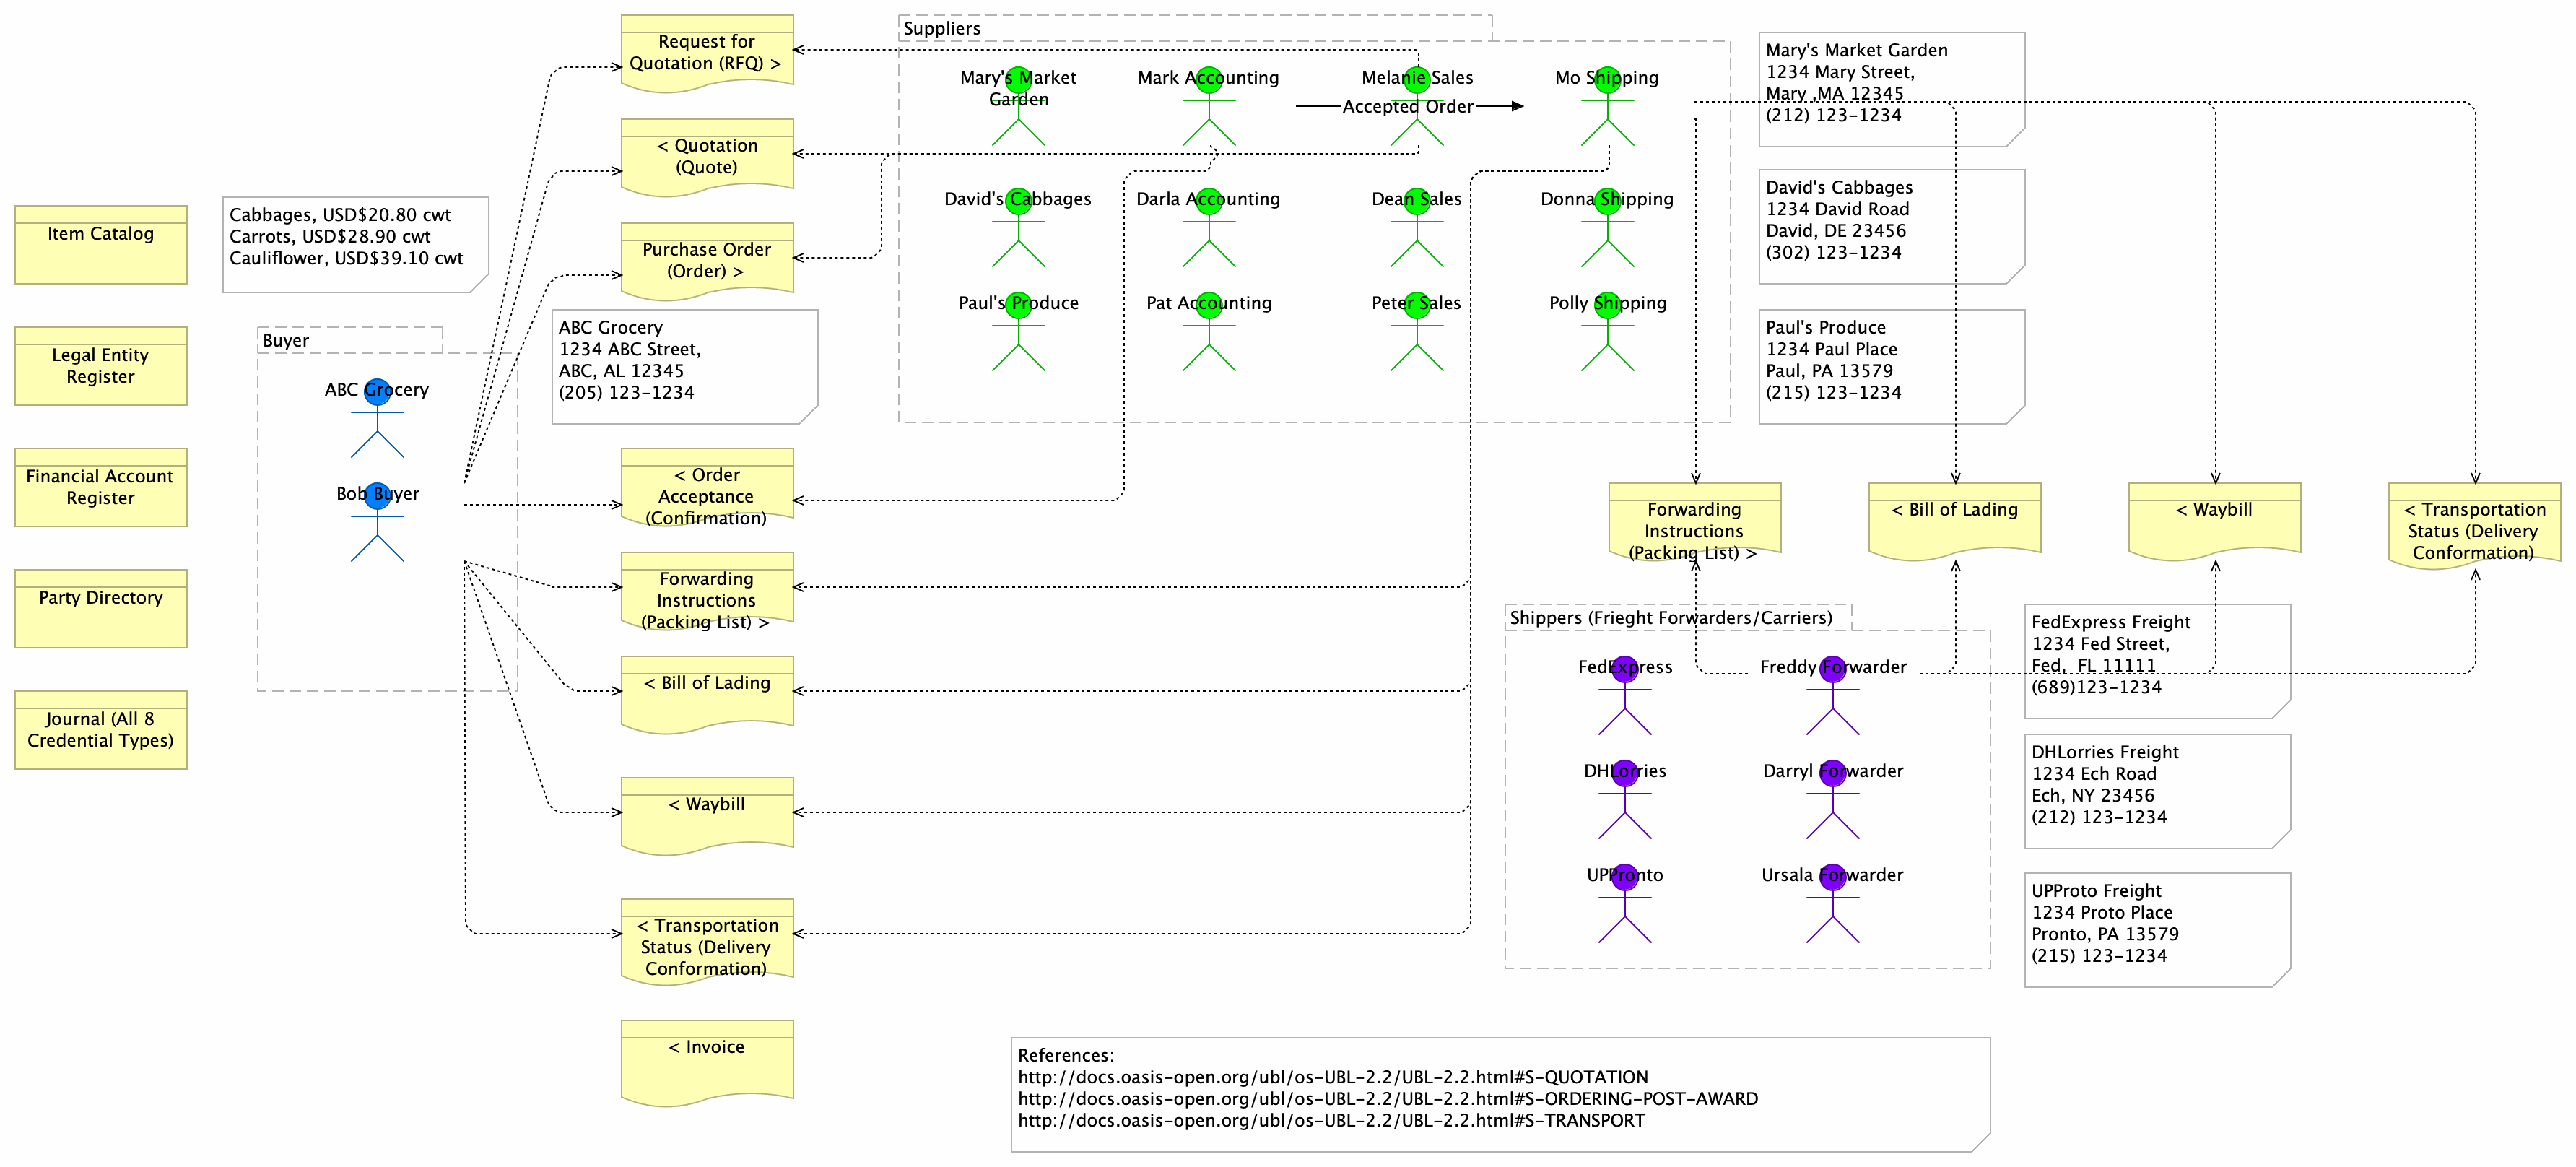 Item Catalog
Legal Entity
Register
Financial Account
Register
Party Directory
Journal (All 8
Credential Types)
Cabbages, USD$20.80 cwt
Carrots, USD$28.90 cwt
Cauliflower, USD$39.10 cwt
Buyer
ABC Grocery
Bob Buyer
Request for
Quotation (RFQ) >
< Quotation
(Quote)
Purchase Order
(Order) >
ABC Grocery
1234 ABC Street,
ABC, AL 12345
(205) 123-1234
< Order
Acceptance
(Confirmation)
Forwarding
Instructions
(Packing List) >
< Bill of Lading
< Waybill
< Transportation
Status (Delivery
Conformation)
< Invoice
Suppliers
Mary's Market
Garden
Mark Accounting
Melanie Sales
Mo Shipping
Accepted Order
David's Cabbages
Darla Accounting
Dean Sales
Donna Shipping
Paul's Produce
Pat Accounting
Peter Sales
Polly Shipping
Mary's Market Garden
1234 Mary Street,
Mary ,MA 12345
(212) 123-1234
David's Cabbages
1234 David Road
David, DE 23456
(302) 123-1234
Paul's Produce
1234 Paul Place
Paul, PA 13579
(215) 123-1234
Forwarding
Instructions
(Packing List) >
< Bill of Lading
< Waybill
< Transportation
Status (Delivery
Conformation)
Shippers (Frieght Forwarders/Carriers)
FedExpress
Freddy Forwarder
DHLorries
Darryl Forwarder
UPPronto
Ursala Forwarder
FedExpress Freight
1234 Fed Street,
Fed,  FL 11111
(689)123-1234
DHLorries Freight
1234 Ech Road
Ech, NY 23456
(212) 123-1234
UPProto Freight
1234 Proto Place
Pronto, PA 13579
(215) 123-1234
References:
http://docs.oasis-open.org/ubl/os-UBL-2.2/UBL-2.2.html#S-QUOTATION
http://docs.oasis-open.org/ubl/os-UBL-2.2/UBL-2.2.html#S-ORDERING-POST-AWARD
http://docs.oasis-open.org/ubl/os-UBL-2.2/UBL-2.2.html#S-TRANSPORT